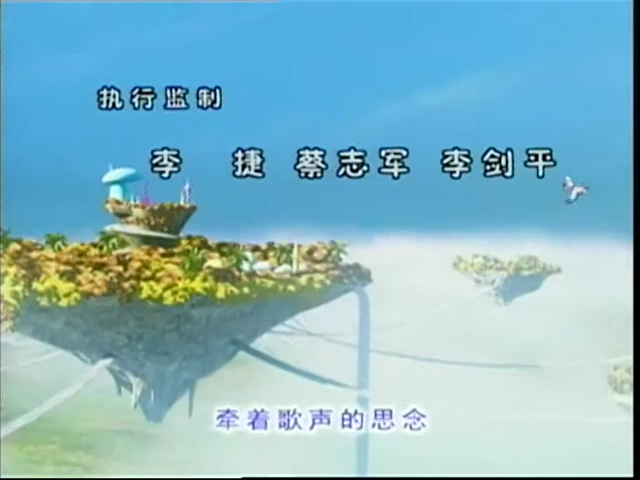 执行监制
李　捷 蔡志军 李剑平
牵着歌声的思念